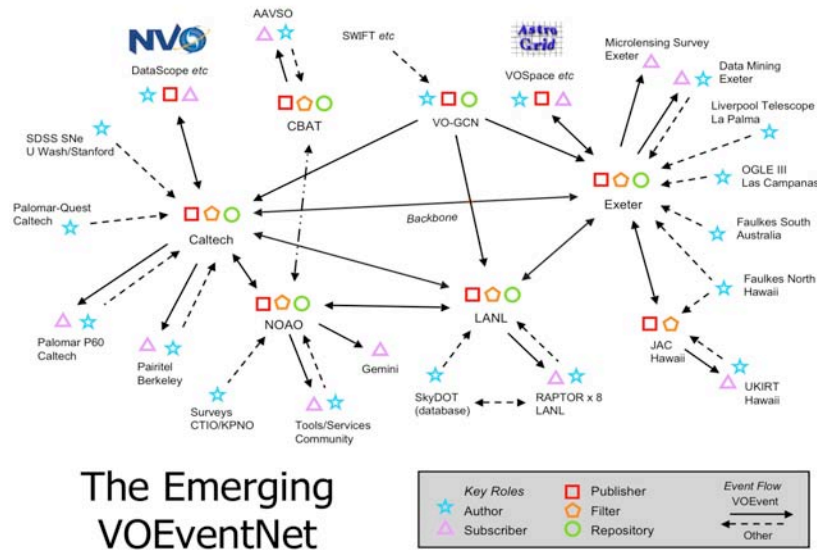 NVO
DataScope etc
AAVSO
SWIFT etc
Astro
Grid
VOSpace etc
Microlensing Survey
Exeter
Data Mining
Exeter
Liverpool Telescope
La Palma
SDSS SNe
U Wash/Stanford
CBAT
VO-GCN
OGLE III
Las Campanas
Exeter
Palomar-Quest
Caltech
Backbone
Caltech
Faulkes South
Australia
Faulkes North
Hawaii
NOAO
LANL
JAC
Hawaii
Palomar P60
Caltech
Pairitel
Berkeley
Gemini
Surveys
CTIO/KPNO
Tools/Services
Community
SkyDOT
(database)
RAPTOR x 8
LANL
UKIRT
Hawaii
The Emerging
VOEventNet
Key Roles
Author
Subscriber
Publisher
Filter
Repository
Event Flow
VOEvent
Other